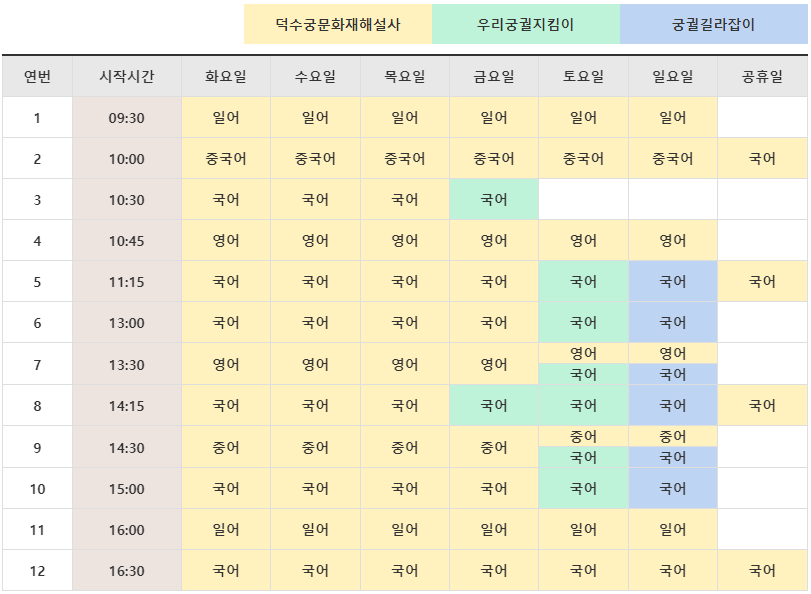 덕수궁문화재해설사 우리궁궐지킴이 궁궐길라잡이
연번 시작시간 화요일 수요일 목요일 금요일 토요일 일요일 공휴일
1 09:30 일어 일어 일어 일어 일어 일어
2 10:00 중국어 중국어 중국어 중국어 중국어 중국어 국어
3 10:30 국어 국어 국어 국어
4 10:45 영어 영어 영어 영어 영어 영어
5 11:15 국어 국어 국어 국어 국어 국어 국어
6 13:00 국어 국어 국어 국어 국어 국어
7 13:30 영어 영어 영어 영어 영어 영어
국어 국어
8 14:15 국어 국어 국어 국어 국어 국어 국어
9 14:30 중어 중어 중어 중어 중어 중어
국어 국어
10 15:00 국어 국어 국어 국어 국어 국어
11 16:00 일어 일어 일어 일어 일어 일어
12 16:30 국어 국어 국어 국어 국어 국어 국어